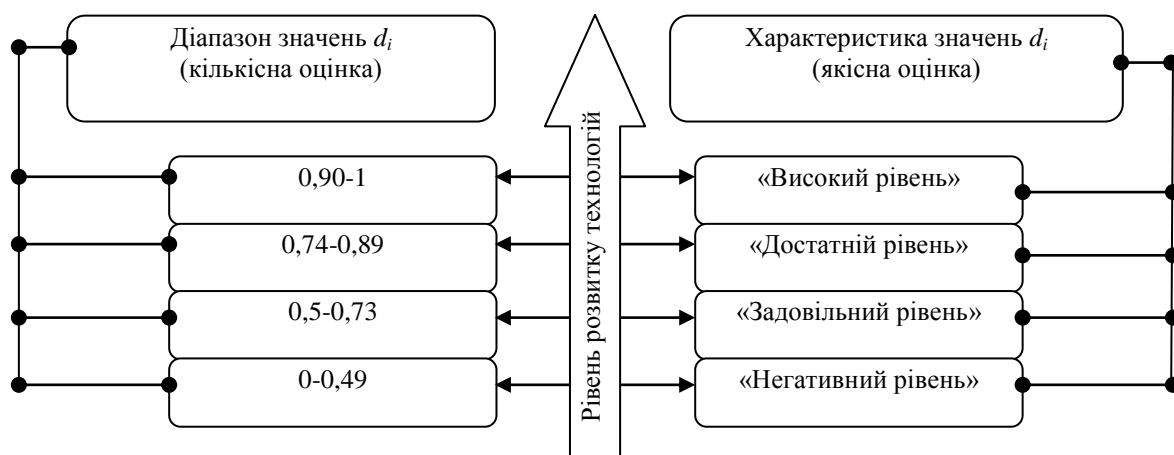 Діапазон значень dᵢ
(кількісна оцінка)
Характеристика значень dᵢ
(якісна оцінка)
Рівень розвитку технологій
0,90-1
«Високий рівень»
0,74-0,89
«Достатній рівень»
0,5-0,73
«Задовільний рівень»
0-0,49
«Негативний рівень»